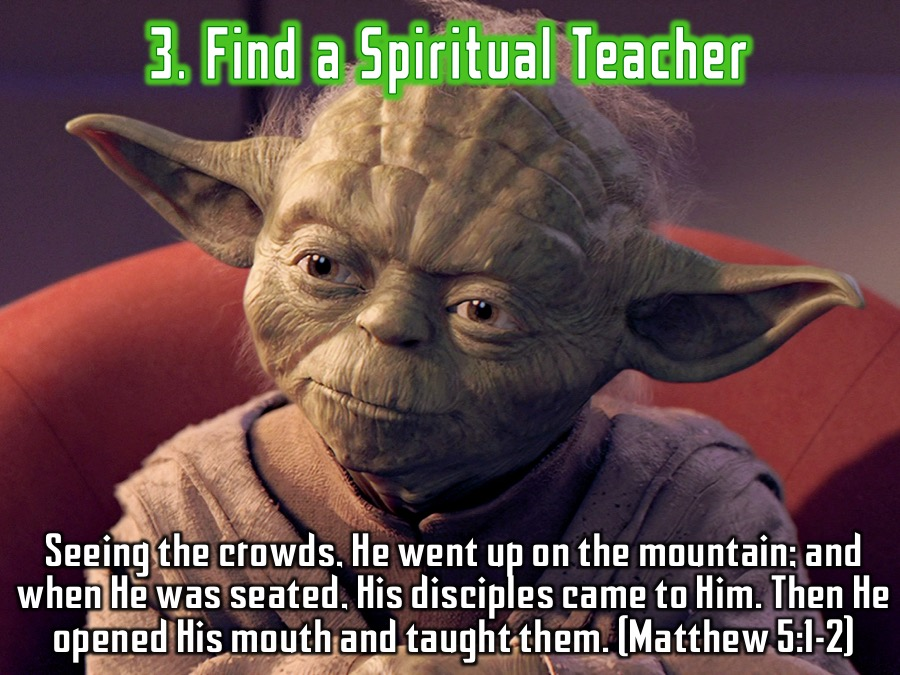 3. Find a Spiritual Teacher
Seeing the crowds, He went up on the mountain; and
when He was seated, His disciples came to Him. Then He
opened His mouth and taught them. (Matthew 5:1-2)